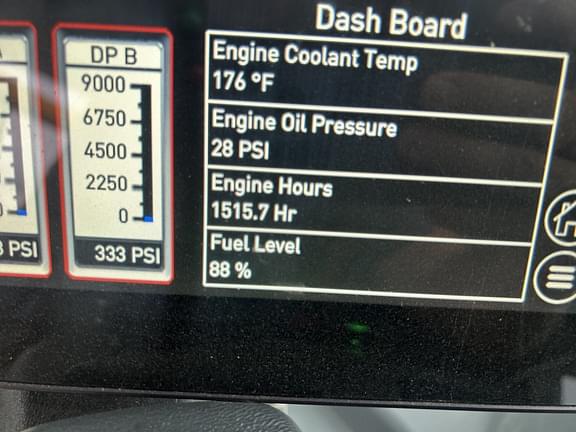 Dash Board
DP B
9000
6750
4500
2250
0
333 PSI
PSI
Engine Coolant Temp
176 °F
Engine Oil Pressure
28 PSI
Engine Hours
1515.7 Hr
Fuel Level
88 %